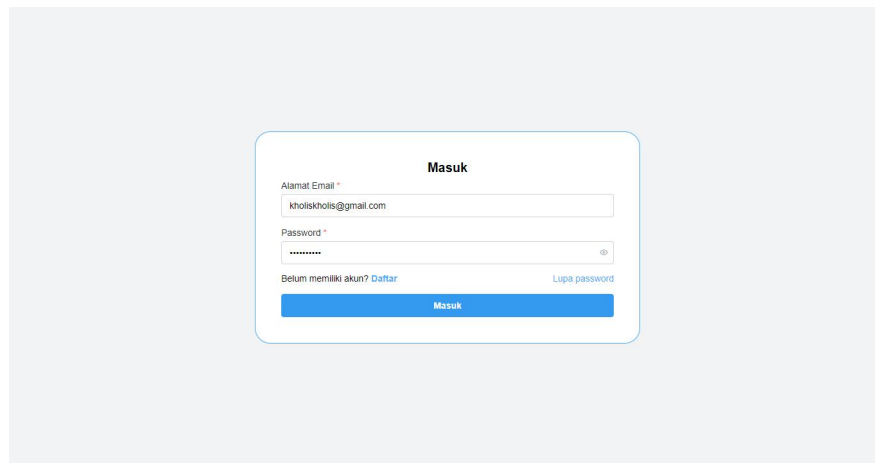 Masuk
Alamat Email *
kholiskholis@gmail.com
Password *
••••••••••
Belum memiliki akun? Daftar Lupa password
Masuk